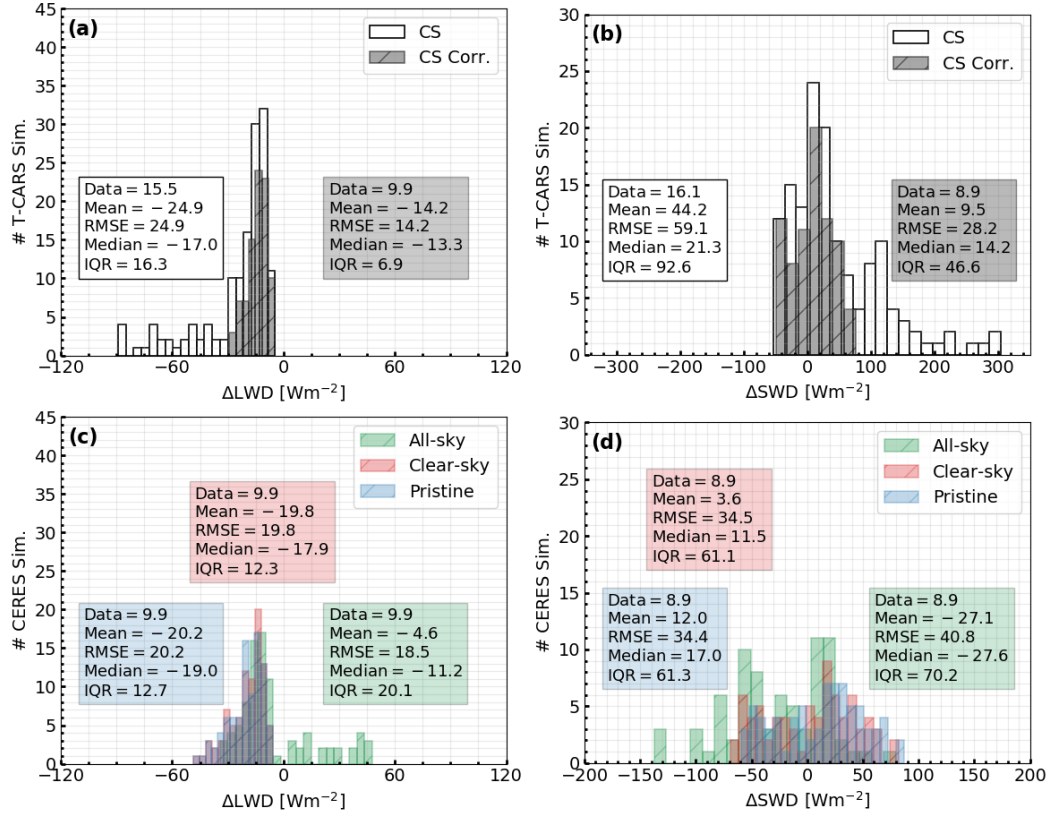 (a)
CS
CS Corr.
# T-CARS Sim.
45
40
35
30
25
20
15
10
5
0
Data = 15.5
Mean = −24.9
RMSE = 24.9
Median = −17.0
IQR = 16.3
Data = 9.9
Mean = −14.2
RMSE = 14.2
Median = −13.3
IQR = 6.9
−120
−60
0
60
120
ΔLWD [Wm⁻²]
(b)
CS
CS Corr.
# T-CARS Sim.
30
25
20
15
10
5
0
Data = 16.1
Mean = 44.2
RMSE = 59.1
Median = 21.3
IQR = 92.6
Data = 8.9
Mean = 9.5
RMSE = 28.2
Median = 14.2
IQR = 46.6
−300
−200
−100
0
100
200
300
ΔSWD [Wm⁻²]
(c)
All-sky
Clear-sky
Pristine
# CERES Sim.
45
40
35
30
25
20
15
10
5
0
Data = 9.9
Mean = −19.8
RMSE = 19.8
Median = −17.9
IQR = 12.3
Data = 9.9
Mean = −20.2
RMSE = 20.2
Median = −19.0
IQR = 12.7
Data = 9.9
Mean = −4.6
RMSE = 18.5
Median = −11.2
IQR = 20.1
−120
−60
0
60
120
ΔLWD [Wm⁻²]
(d)
All-sky
Clear-sky
Pristine
# CERES Sim.
30
25
20
15
10
5
0
Data = 8.9
Mean = 3.6
RMSE = 34.5
Median = 11.5
IQR = 61.1
Data = 8.9
Mean = 12.0
RMSE = 34.4
Median = 17.0
IQR = 61.3
Data = 8.9
Mean = −27.1
RMSE = 40.8
Median = −27.6
IQR = 70.2
−200
−150
−100
−50
0
50
100
150
200
ΔSWD [Wm⁻²]